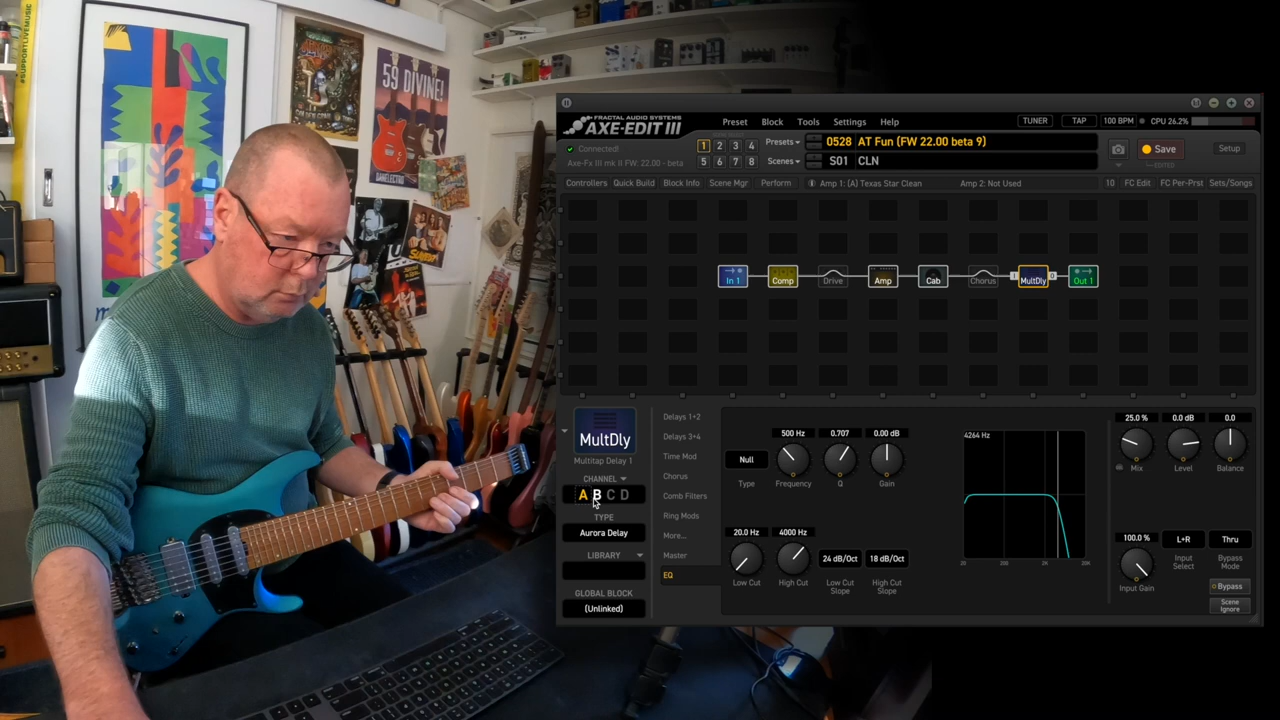 #SUPPORTLIVEMUSIC
59 DIVINE!
DANELECTRO
FRACTAL AUDIO SYSTEMS
AXE-EDIT III
Preset Block Tools Settings Help
TUNER TAP 100 BPM CPU 26.2%
Connected!
Axe-Fx III mk II FW: 22.00 - beta
1 2 3 4
5 6 7 8
Presets
0528 AT Fun (FW 22.00 beta 9)
Scenes
S01 CLN
Save
EDITED
Setup
Controllers Quick Build Block Info Scene Mgr Perform
Amp 1: (A) Texas Star Clean Amp 2: Not Used
10 FC Edit FC Per-Prst Sets/Songs
In 1 Comp Drive Amp Cab Chorus MultDly Out 1
MultDly
Multitap Delay 1
CHANNEL
A B C D
TYPE
Aurora Delay
LIBRARY
GLOBAL BLOCK
(Unlinked)
Delays 1+2
Delays 3+4
Time Mod
Chorus
Comb Filters
Ring Mods
More...
Master
EQ
500 Hz 0.707 0.00 dB
Null
Type Frequency Q Gain
20.0 Hz 4000 Hz
24 dB/Oct 18 dB/Oct
Low Cut High Cut Low Cut Slope High Cut Slope
4264 Hz
25.0 % 0.0 dB 0.0
Mix Level Balance
100.0 % L+R Thru
Input Gain
Input Select
Bypass Mode
Bypass
Scene Ignore